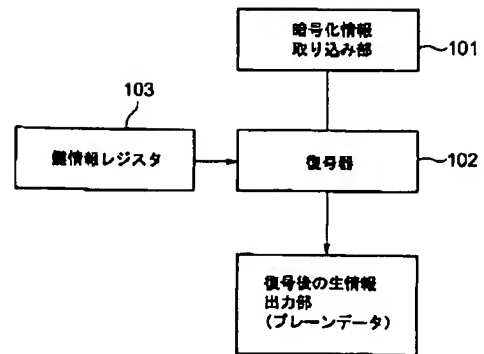 暗号化情報
取り込み部
101
103
鍵情報レジスタ
復号器
102
復号後の生情報
出力部
(プレーンデータ)